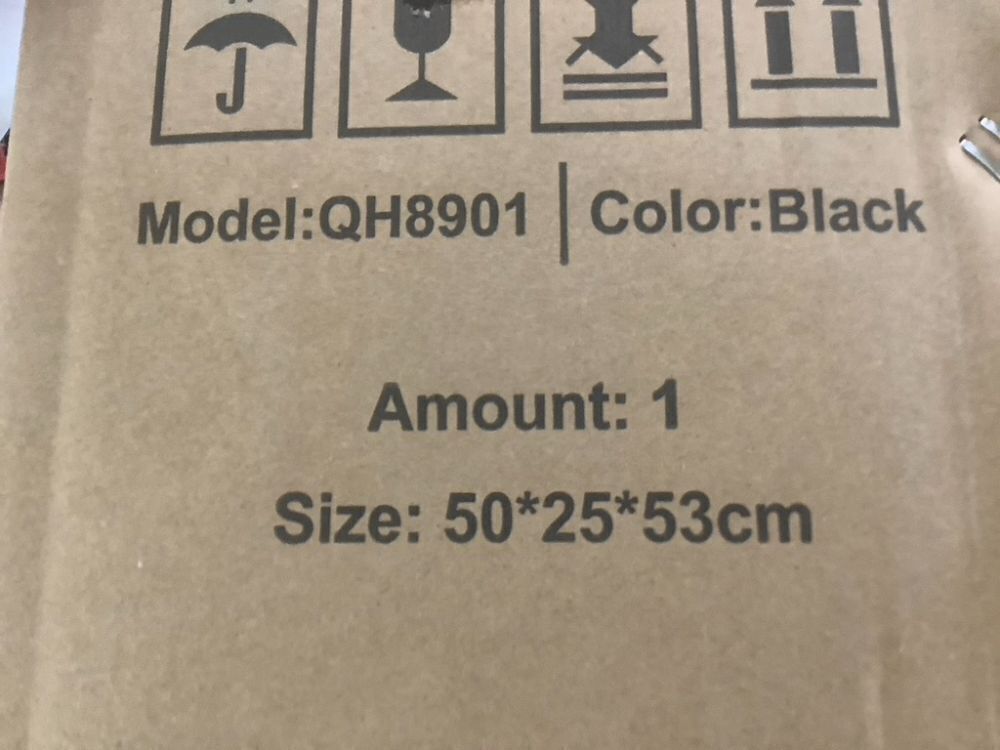 Model:QH8901 | Color:Black
Amount: 1
Size: 50*25*53cm